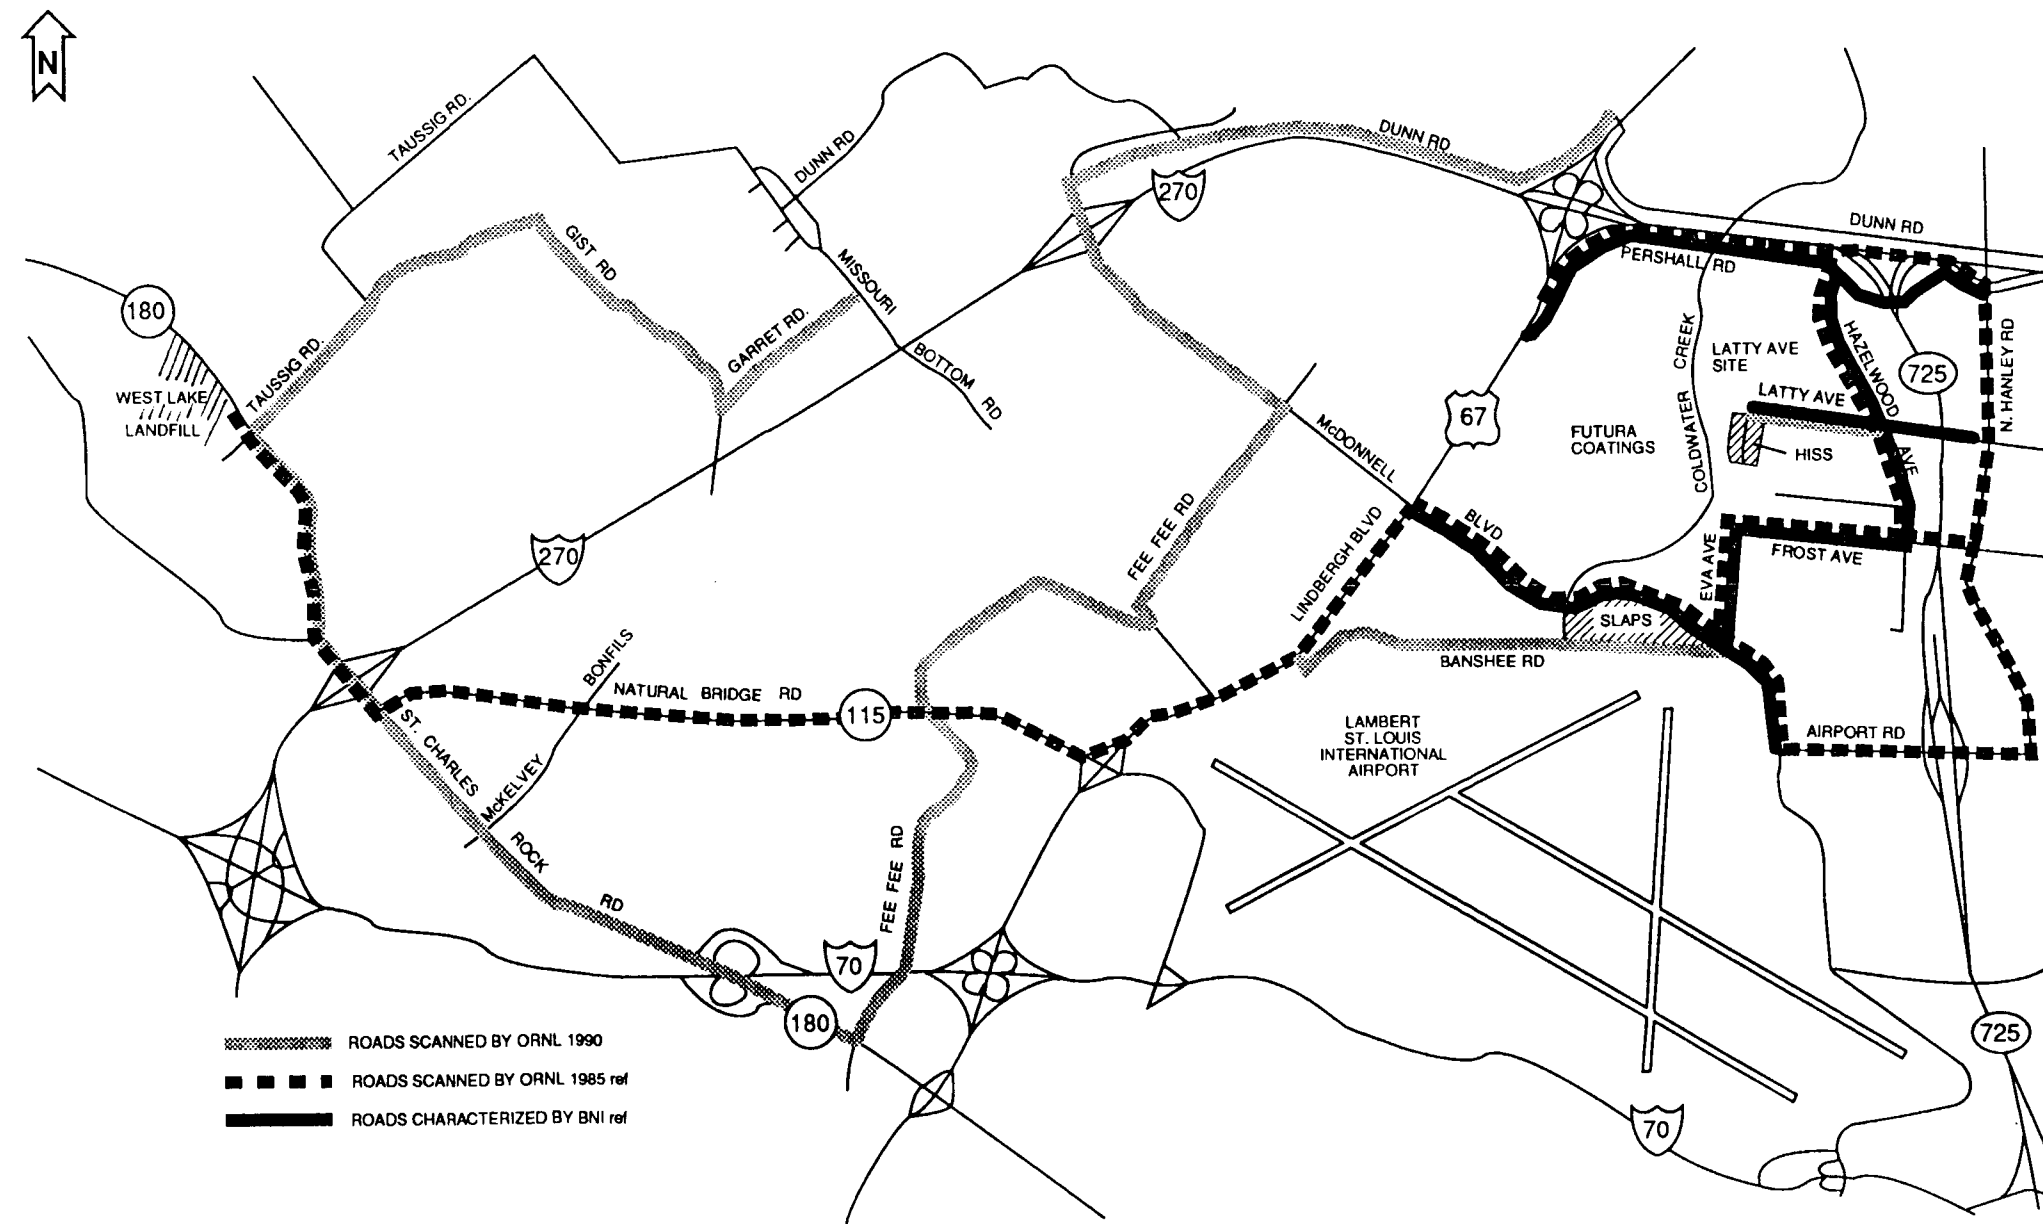 N
TAUSSIG RD.
DUNN RD
DUNN RD
270
DUNN RD
GIST RD
MISSOURI
PERSHALL RD
180
GARRET RD.
BOTTOM RD
TAUSSIG RD.
WEST LAKE
LANDFILL
COLDWATER CREEK
LATTY AVE
SITE
HAZELWOOD AVE
725
N. HANLEY RD
LATTY AVE
67
McDONNELL BLVD
FUTURA
COATINGS
HISS
FEE FEE RD
LINDBERGH BLVD
EVA AVE
FROST AVE
270
SLAPS
BANSHEE RD
BONFILS
NATURAL BRIDGE RD
115
ST. CHARLES ROCK RD
McKELVEY
LAMBERT
ST. LOUIS
INTERNATIONAL
AIRPORT
AIRPORT RD
FEE FEE RD
70
180
725
70
ROADS SCANNED BY ORNL 1990
ROADS SCANNED BY ORNL 1985 ref
ROADS CHARACTERIZED BY BNI ref